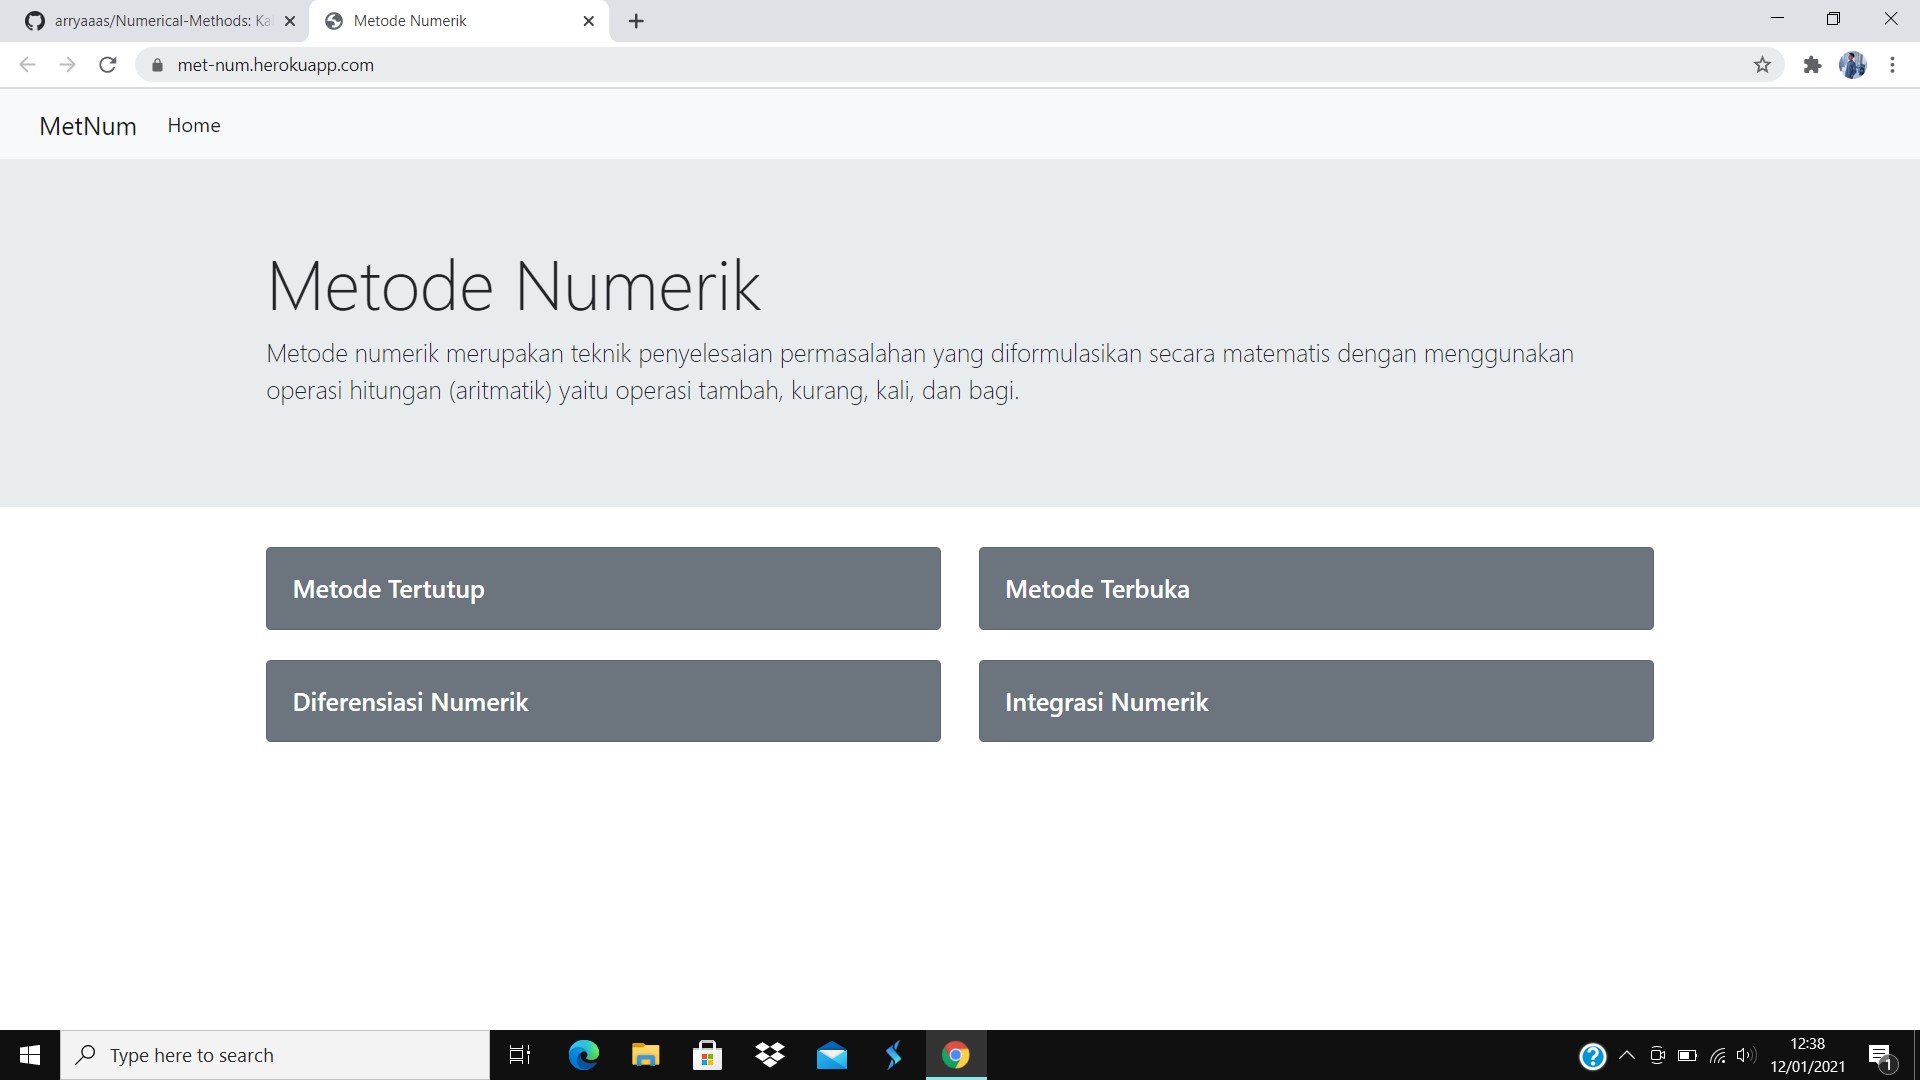 arryaaas/Numerical-Methods: Ka
Metode Numerik
met-num.herokuapp.com
MetNum
Home
Metode Numerik
Metode numerik merupakan teknik penyelesaian permasalahan yang diformulasikan secara matematis dengan menggunakan
operasi hitungan (aritmatik) yaitu operasi tambah, kurang, kali, dan bagi.
Metode Tertutup
Metode Terbuka
Diferensiasi Numerik
Integrasi Numerik
Type here to search
12:38
12/01/2021
1